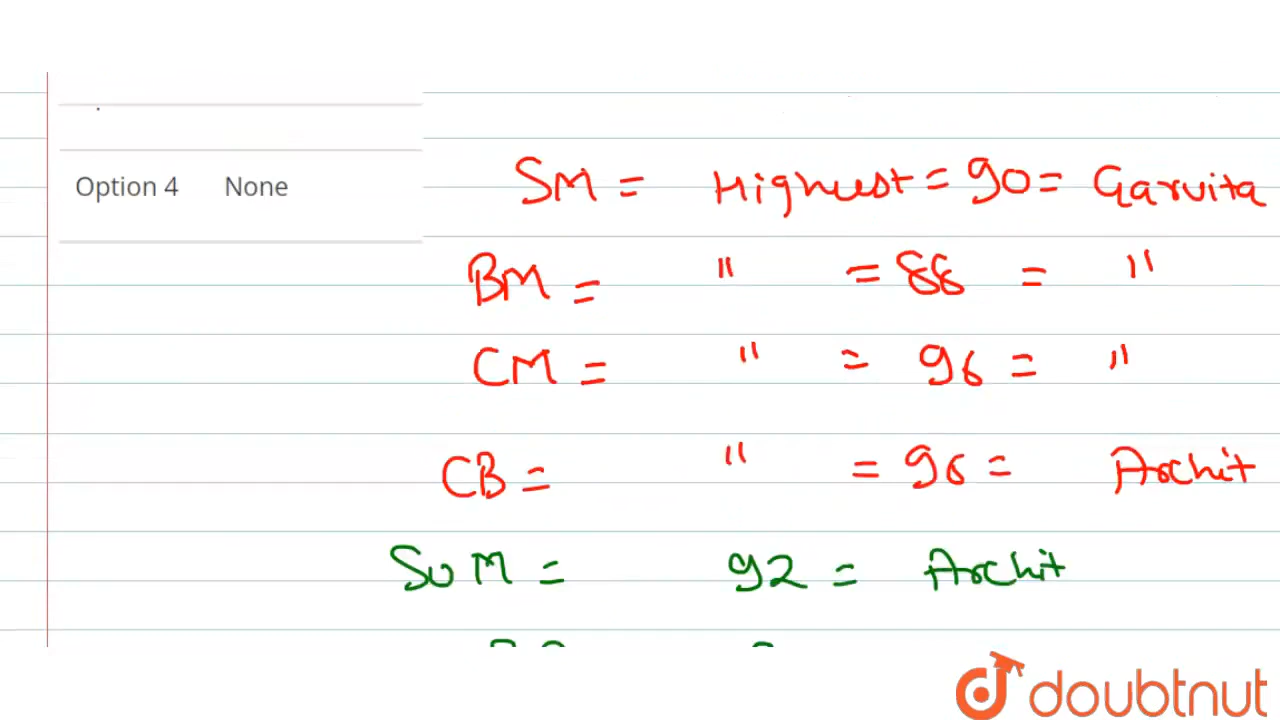 Option 4 None
SM = Highest = 90 = Garvita
BM = " = 88 = "
CM = " = 96 = "
CB = " = 96 = Archit
SUM = 92 = Archit
doubtnut